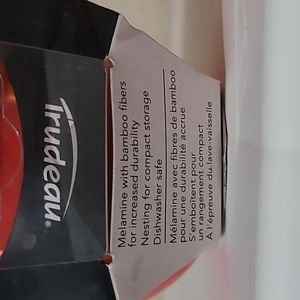 Trudeau®
Melamine with bamboo fibers
for increased durability
Nesting for compact storage
Dishwasher safe
Mélamine avec fibres de bamboo
pour une durabilité accrue
S'emboîtent pour
un rangement compact
À l'épreuve du lave-vaisselle